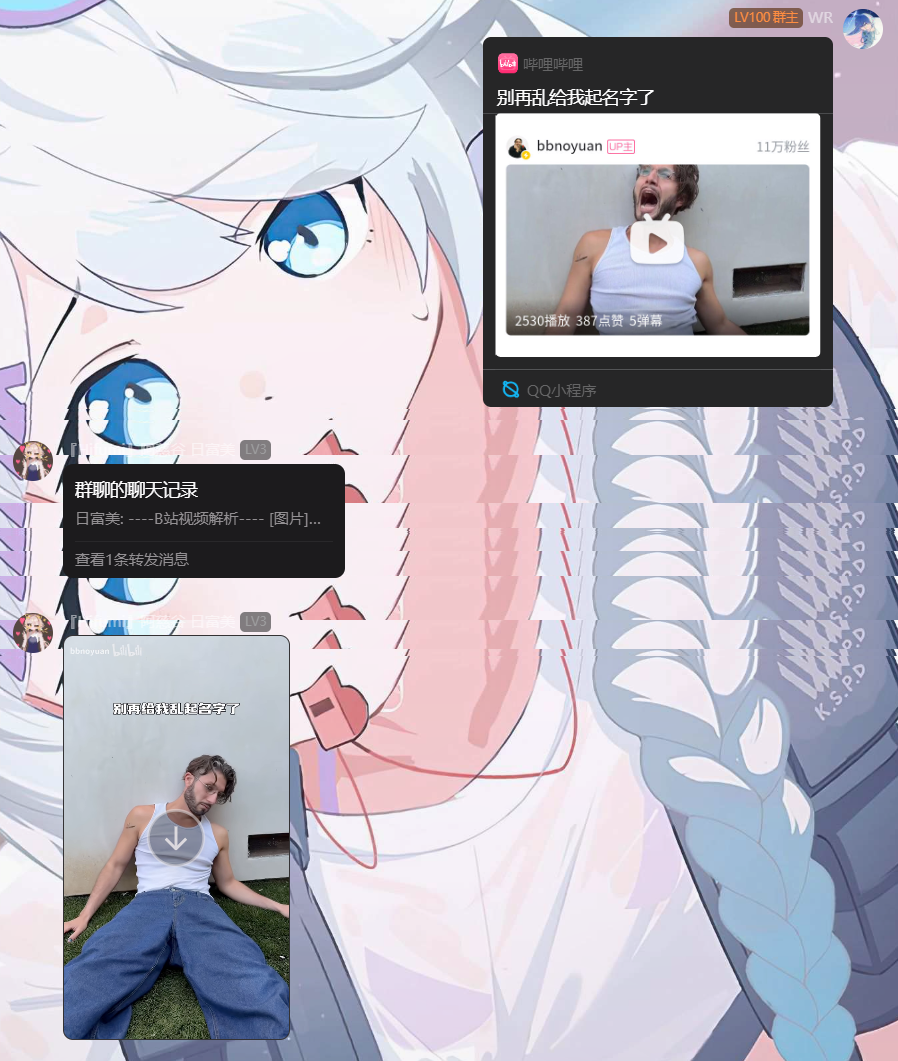 LV100 群主 WR
哔哩哔哩
别再乱给我起名字了
bbnoyuan UP主 11万粉丝
2530播放 387点赞 5弹幕
QQ小程序
K.S.P.D
日富美 LV3
群聊的聊天记录
日富美: ----B站视频解析---- [图片]...
查看1条转发消息
K.S.P.D
日富美 LV3
K.S.P.D
bbnoyuan bilibili
别再给我乱起名字了